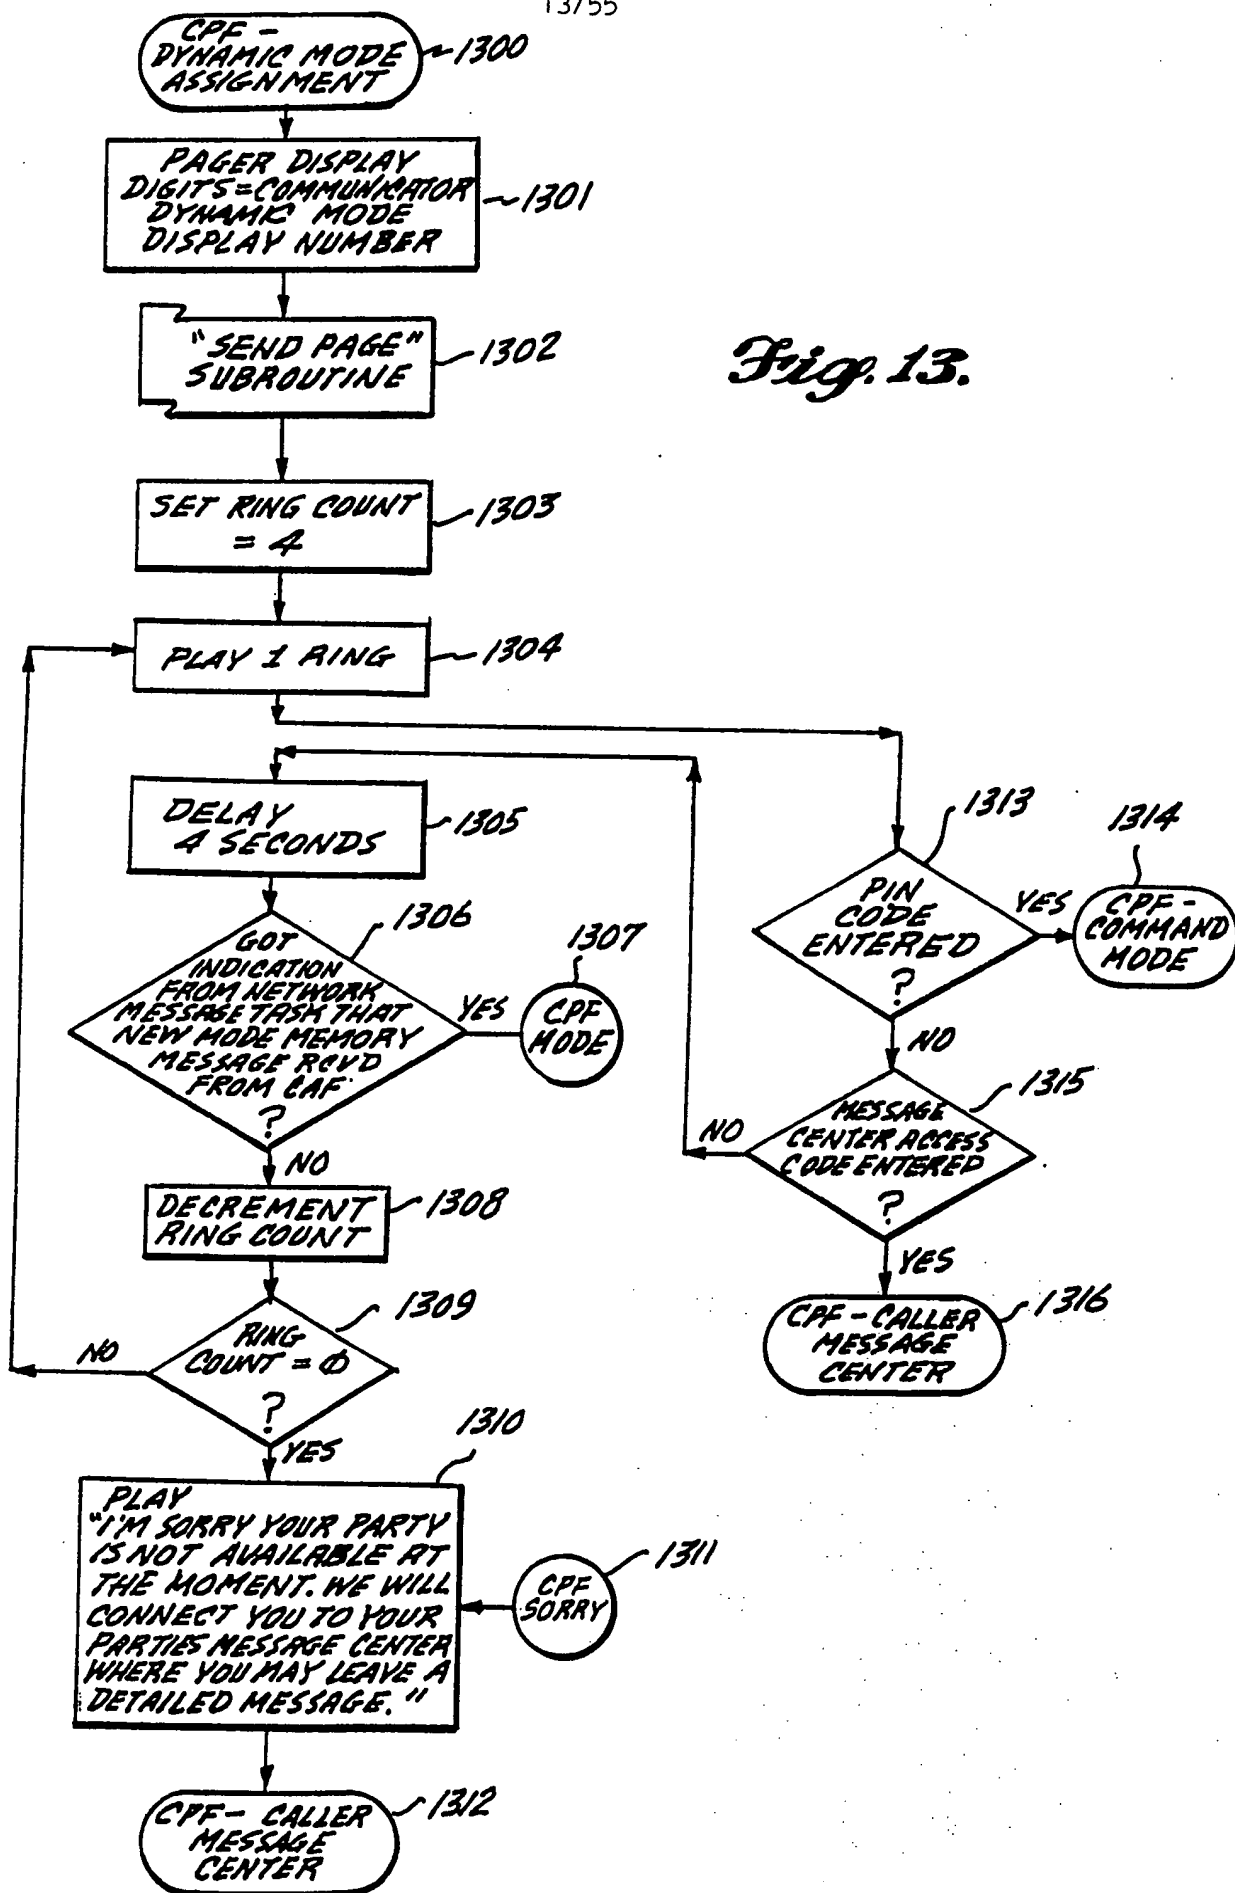 13/55
CPF -
DYNAMIC MODE
ASSIGNMENT
1300
PAGER DISPLAY
DIGITS=COMMUNICATOR
DYNAMIC MODE
DISPLAY NUMBER
1301
"SEND PAGE"
SUBROUTINE
1302
Fig. 13.
SET RING COUNT
= 4
1303
PLAY 1 RING
1304
DELAY
4 SECONDS
1305
1313
PIN
CODE
ENTERED
?
YES
1314
CPF -
COMMAND
MODE
NO
1306
GOT
INDICATION
FROM NETWORK
MESSAGE TASK THAT
NEW MODE MEMORY
MESSAGE RCVD
FROM CAF
?
YES
1307
CPF
MODE
NO
1315
MESSAGE
CENTER ACCESS
CODE ENTERED
?
NO
YES
DECREMENT
RING COUNT
1308
1316
CPF - CALLER
MESSAGE
CENTER
1309
RING
COUNT = Ø
?
NO
YES
1310
PLAY
"I'M SORRY YOUR PARTY
IS NOT AVAILABLE AT
THE MOMENT. WE WILL
CONNECT YOU TO YOUR
PARTIES MESSAGE CENTER
WHERE YOU MAY LEAVE A
DETAILED MESSAGE."
1311
CPF
SORRY
1312
CPF - CALLER
MESSAGE
CENTER